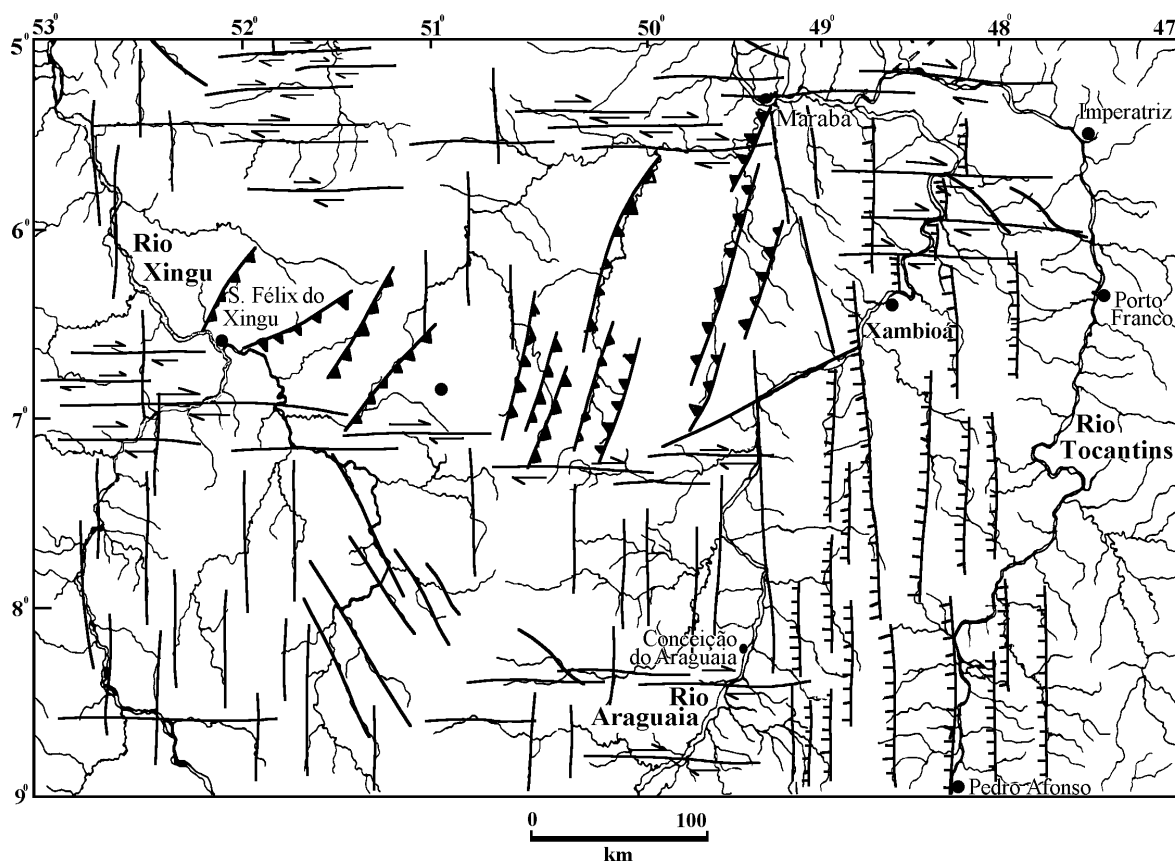 53° 52° 51° 50° 49° 48° 47
5°
Marabá
Imperatriz
6°
Rio
Xingu
S. Félix do
Xingu
Xambioá
Porto
Franco
7°
Rio
Tocantins
8°
Conceição
do Araguaia
Rio
Araguaia
9°
Pedro Afonso
0 100
km